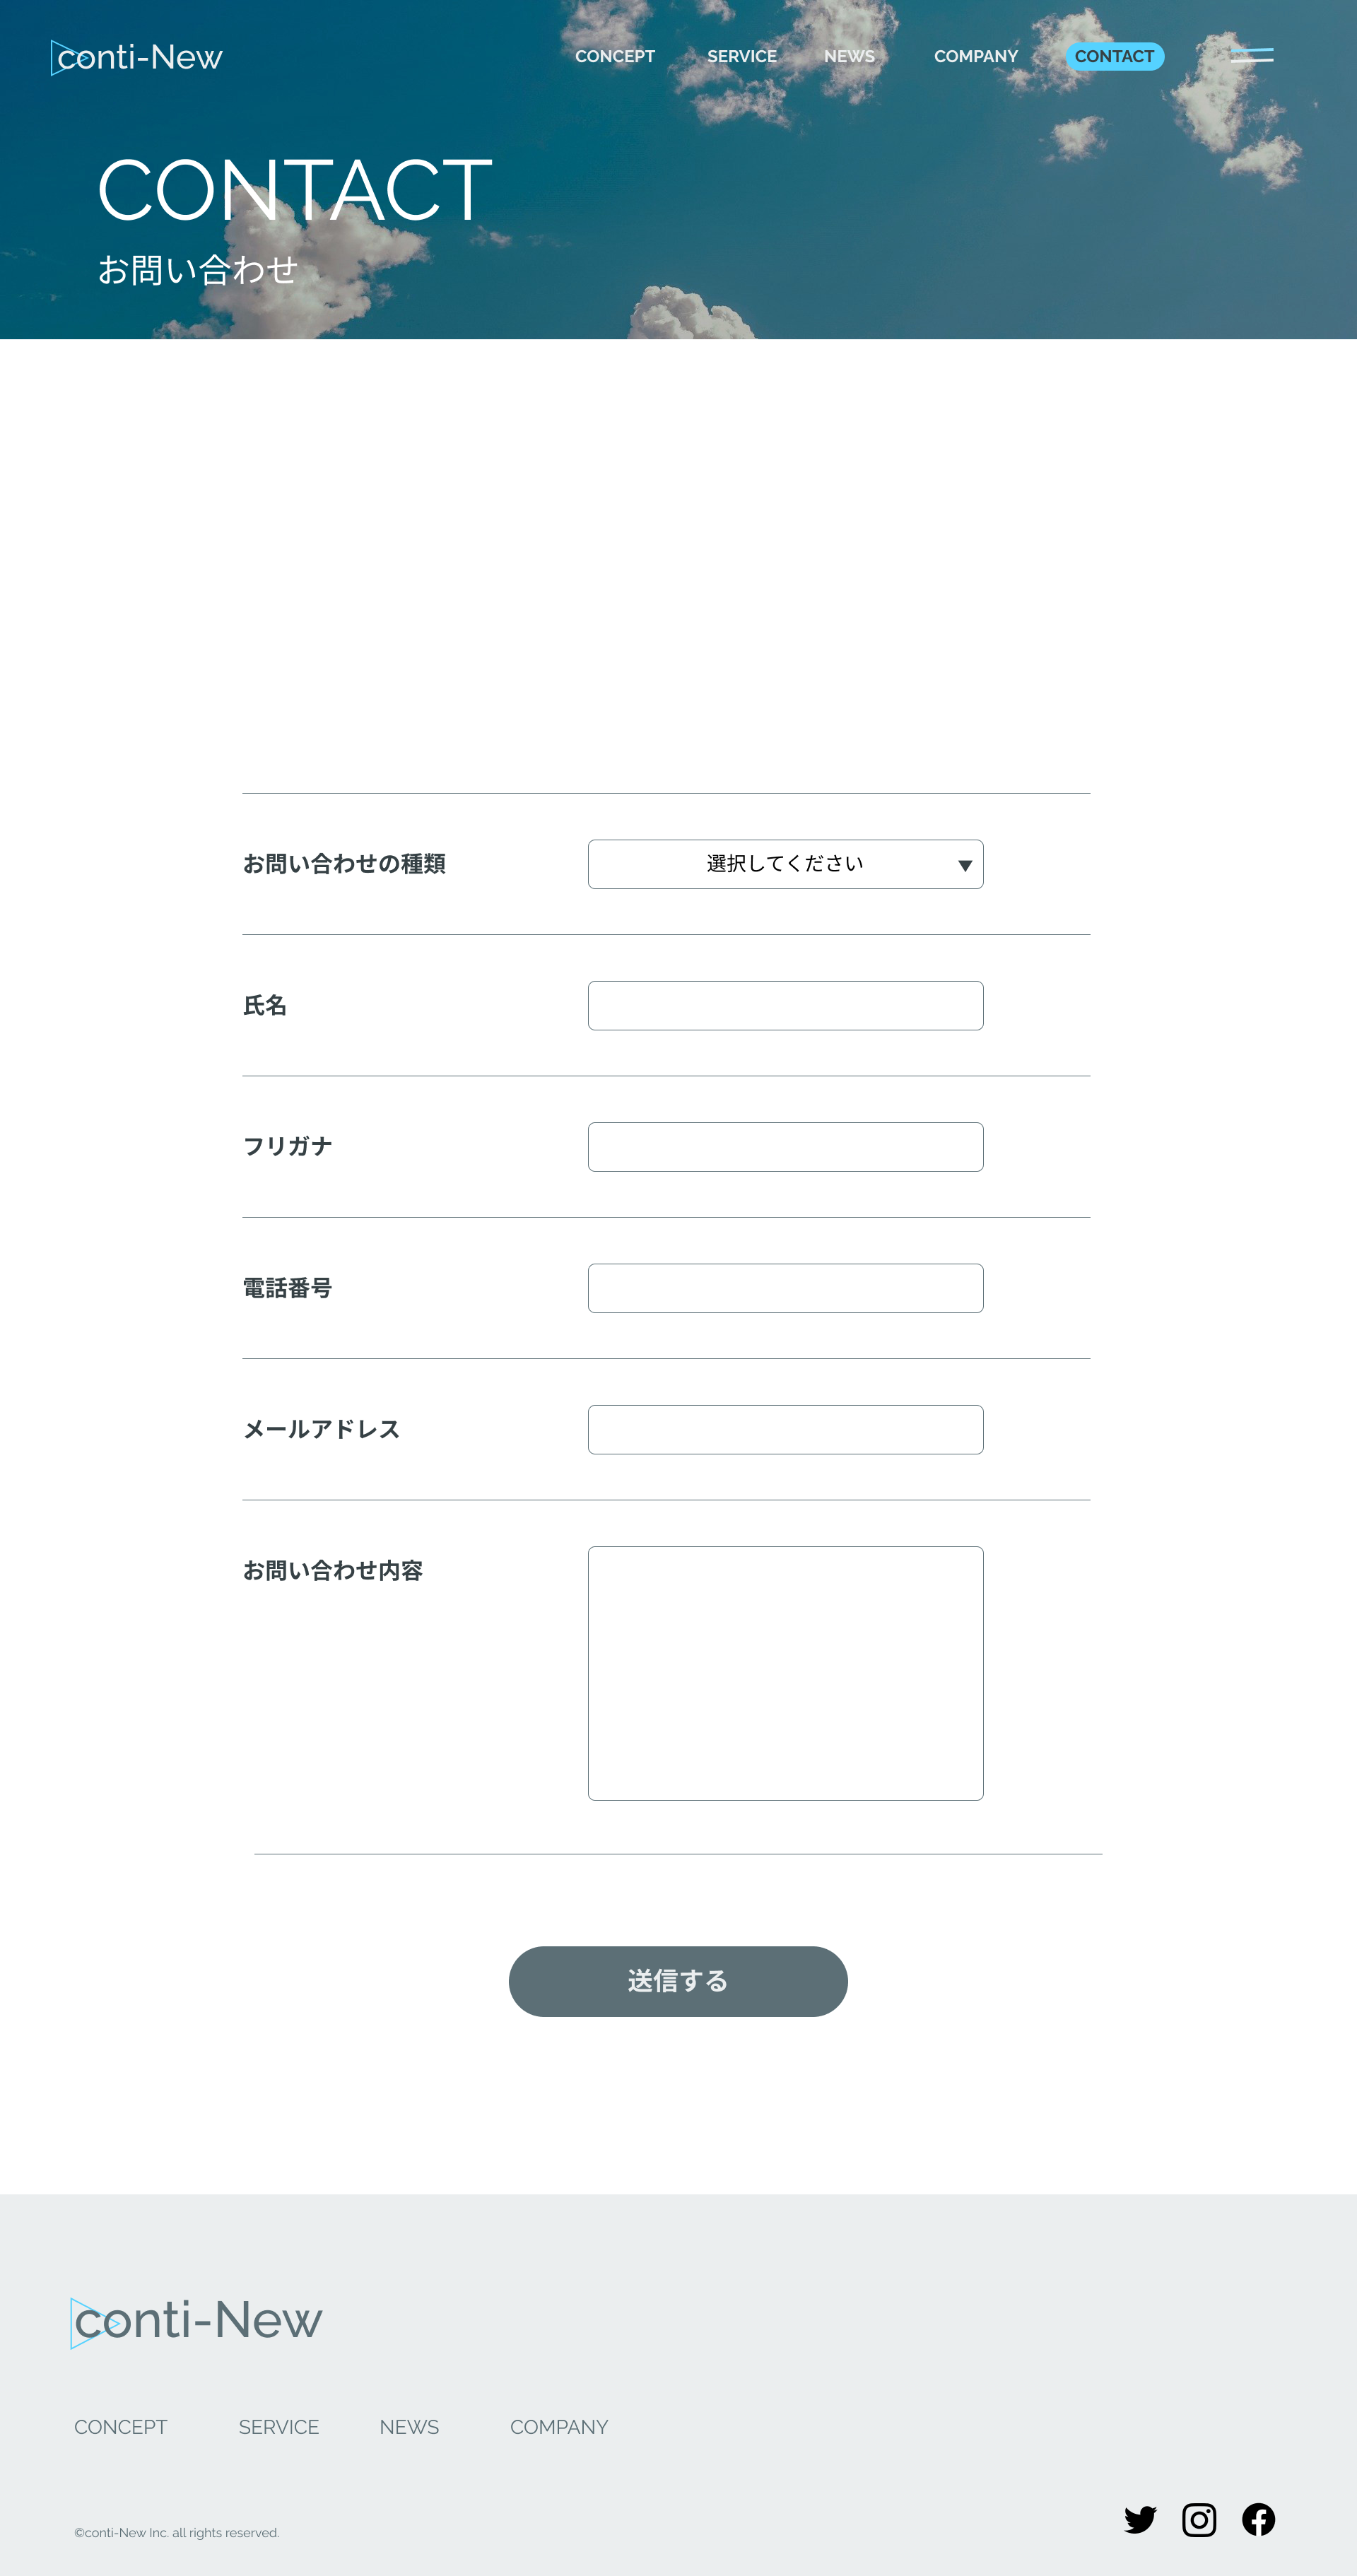 conti-New
CONCEPT SERVICE NEWS COMPANY CONTACT
CONTACT
お問い合わせ
お問い合わせの種類
選択してください ▼
氏名
フリガナ
電話番号
メールアドレス
お問い合わせ内容
送信する
conti-New
CONCEPT SERVICE NEWS COMPANY
©conti-New Inc. all rights reserved.